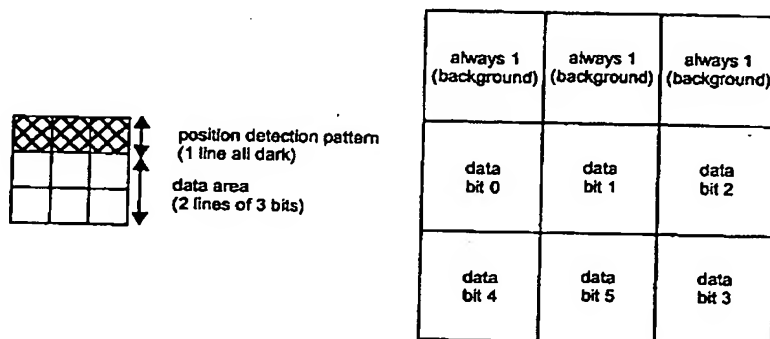 position detection pattern
(1 line all dark)
data area
(2 lines of 3 bits)
always 1
(background)
always 1
(background)
always 1
(background)
data
bit 0
data
bit 1
data
bit 2
data
bit 4
data
bit 5
data
bit 3